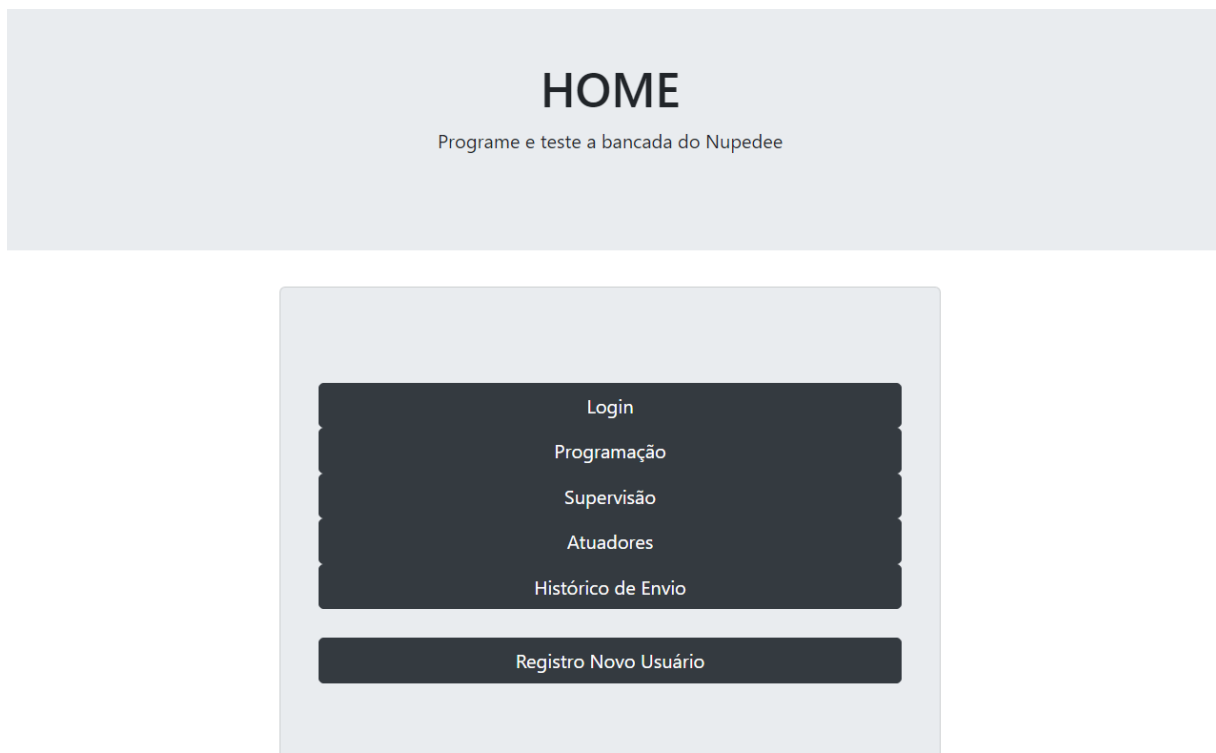 HOME
Programe e teste a bancada do Nupedee
Login
Programação
Supervisão
Atuadores
Histórico de Envio
Registro Novo Usuário